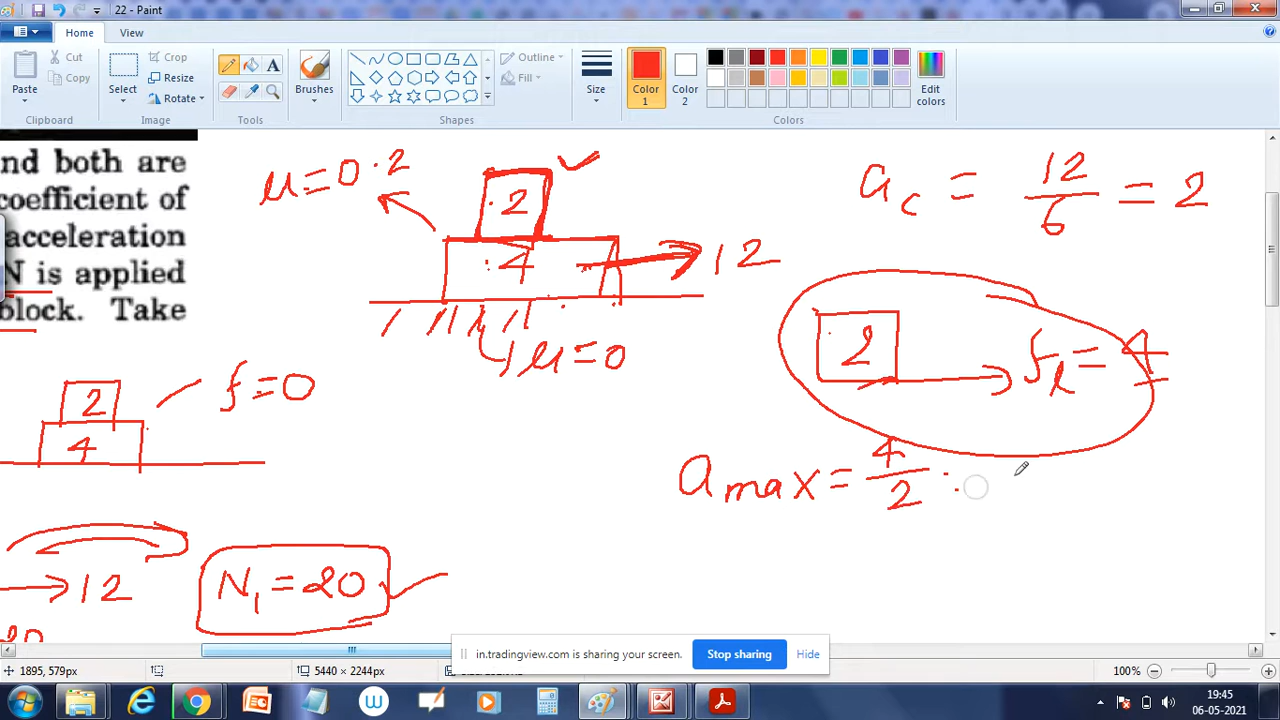 22 - Paint
Home
View
Paste
Cut
Copy
Clipboard
Select
Crop
Resize
Rotate
Image
Tools
Brushes
Shapes
Outline
Fill
Size
Color 1
Color 2
Edit colors
Colors
nd both are
coefficient of
acceleration
N is applied
block. Take
μ=0.2
2
4
12
μ=0
a_c = 12/6 = 2
2
f_l = 4
a_max = 4/2 =
2
4
f=0
12
N_1 = 20
in.tradingview.com is sharing your screen.
Stop sharing
Hide
1895, 579px
5440 × 2244px
100%
19:45
06-05-2021